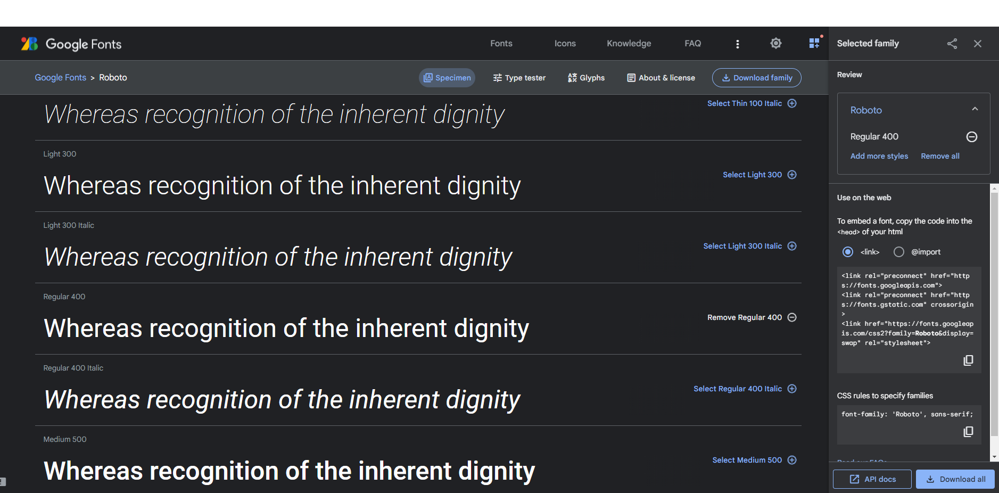 Google Fonts
Fonts
Icons
Knowledge
FAQ
Google Fonts > Roboto
Specimen
Type tester
Glyphs
About & license
Download family
Whereas recognition of the inherent dignity
Select Thin 100 Italic
Light 300
Whereas recognition of the inherent dignity
Select Light 300
Light 300 Italic
Whereas recognition of the inherent dignity
Select Light 300 Italic
Regular 400
Whereas recognition of the inherent dignity
Remove Regular 400
Regular 400 Italic
Whereas recognition of the inherent dignity
Select Regular 400 Italic
Medium 500
Whereas recognition of the inherent dignity
Select Medium 500
Selected family
Review
Roboto
Regular 400
Add more styles
Remove all
Use on the web
To embed a font, copy the code into the
<head> of your html
<link>
@import
<link rel="preconnect" href="http
s://fonts.googleapis.com">
<link rel="preconnect" href="http
s://fonts.gstatic.com" crossorigin
>
<link href="https://fonts.googleap
is.com/css2?family=Roboto&display=
swap" rel="stylesheet">
CSS rules to specify families
font-family: 'Roboto', sans-serif;
Read our FAQs
API docs
Download all